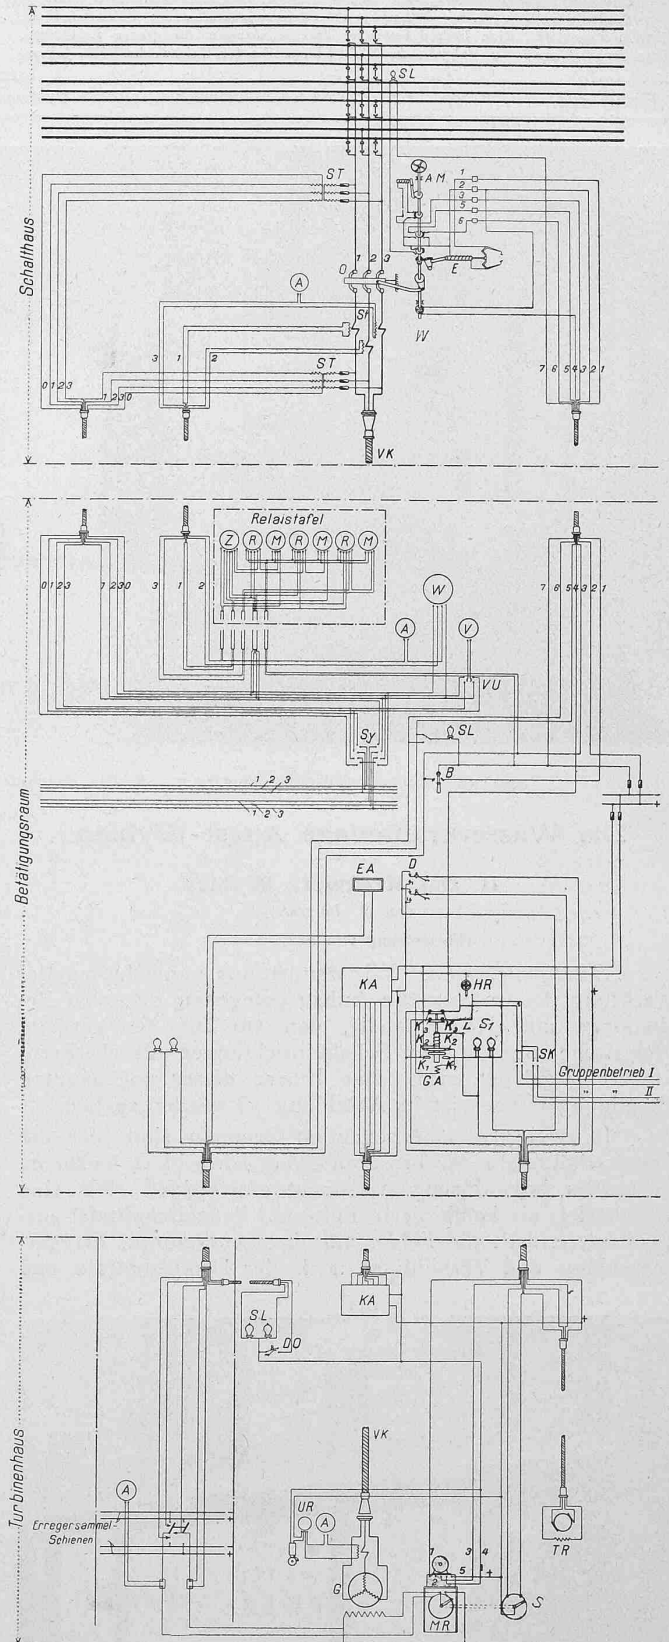 Schalthaus
SL
ST
AM
1
2
3
5
6
E
O
1 2 3
A
St
W
3 1 2
ST
0 1 2 3
1 2 3 0
7 6 5 4 3 2 1
VK
Betätigungsraum
Relaistafel
Z R M R M R M
0 1 2 3
1 2 3 0
3 1 2
7 6 5 4 3 2 1
W
A
V
VU
Sy
SL
B
1 2 3
1 2 3
+
EA
D
KA
HR
+
K3 K3 L S1
K2 K2
K1 K1
GA
SK
Gruppenbetrieb I
" " II
Turbinenhaus
SL
DO
KA
+
VK
A
Erregersammel-
Schienen
+
+
UR
A
G
1 3 4
2 5 +
MR
S
TR